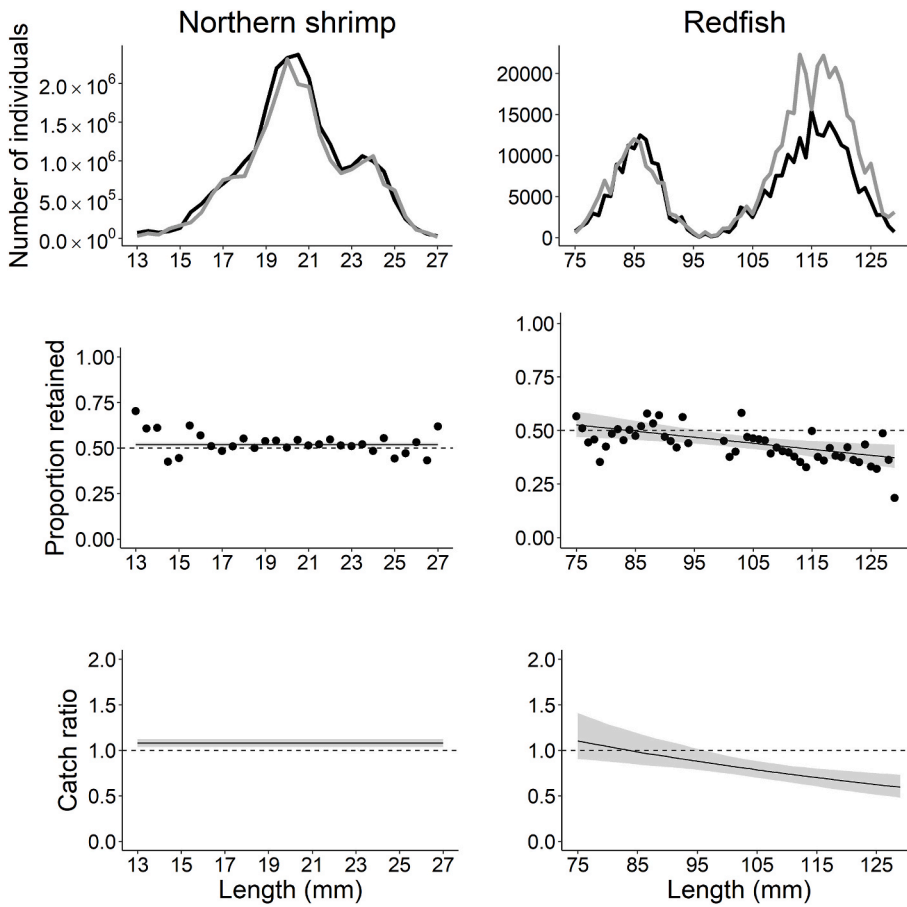 Northern shrimp
Redfish
Number of individuals
2.0 × 10⁶
1.5 × 10⁶
1.0 × 10⁶
5.0 × 10⁵
0.0 × 10⁰
13 15 17 19 21 23 25 27
20000
15000
10000
5000
0
75 85 95 105 115 125
Proportion retained
1.00
0.75
0.50
0.25
0.00
13 15 17 19 21 23 25 27
1.00
0.75
0.50
0.25
0.00
75 85 95 105 115 125
Catch ratio
2.0
1.5
1.0
0.5
0.0
13 15 17 19 21 23 25 27
Length (mm)
2.0
1.5
1.0
0.5
0.0
75 85 95 105 115 125
Length (mm)